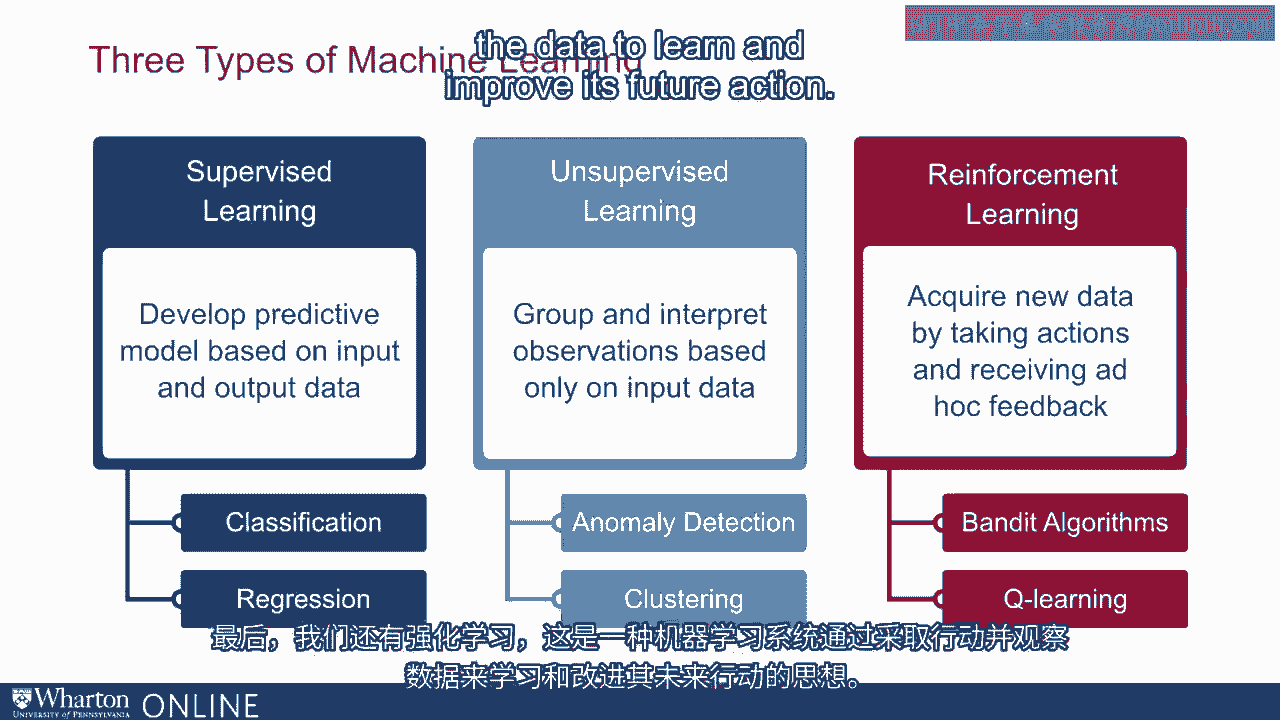 Three Types of Machine Learning
the data to learn and
improve its future action.
Supervised
Learning
Develop predictive
model based on input
and output data
Classification
Regression
Unsupervised
Learning
Group and interpret
observations based
only on input data
Anomaly Detection
Clustering
Reinforcement
Learning
Acquire new data
by taking actions
and receiving ad
hoc feedback
Bandit Algorithms
Q-learning
最后，我们还有强化学习，这是一种机器学习系统通过采取行动并观察
数据来学习和改进其未来行动的思想。
Wharton ONLINE
UNIVERSITY of PENNSYLVANIA